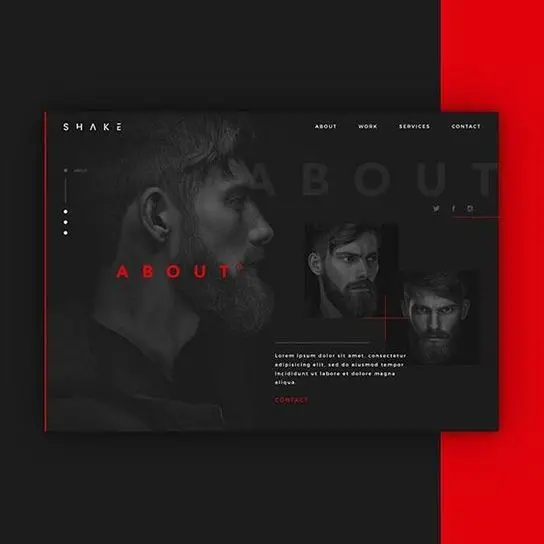 SHAKE
ABOUT
WORK
SERVICES
CONTACT
ABOUT
ABOUT
ABOUT
Lorem ipsum dolor sit amet, consectetur
adipisicing elit, sed do eiusmod tempor
incididunt ut labore et dolore magna
aliqua.
CONTACT